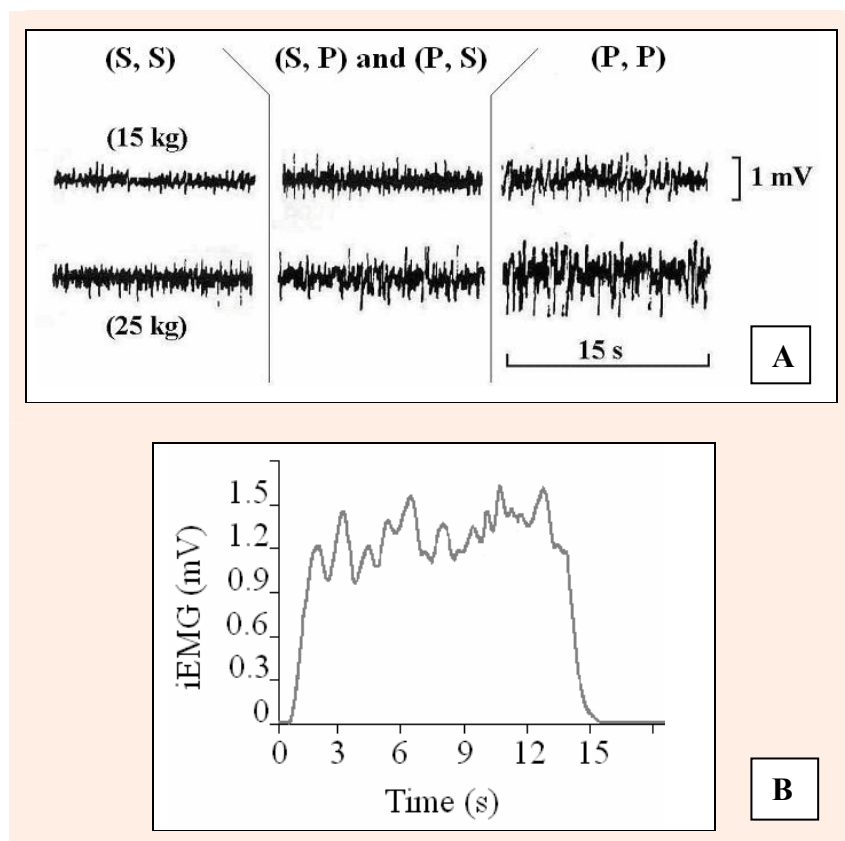 (S, S) (S, P) and (P, S) (P, P)
(15 kg)
1 mV
(25 kg)
15 s
A
1.5
1.2
0.9
0.6
0.3
0
iEMG (mV)
0 3 6 9 12 15
Time (s)
B